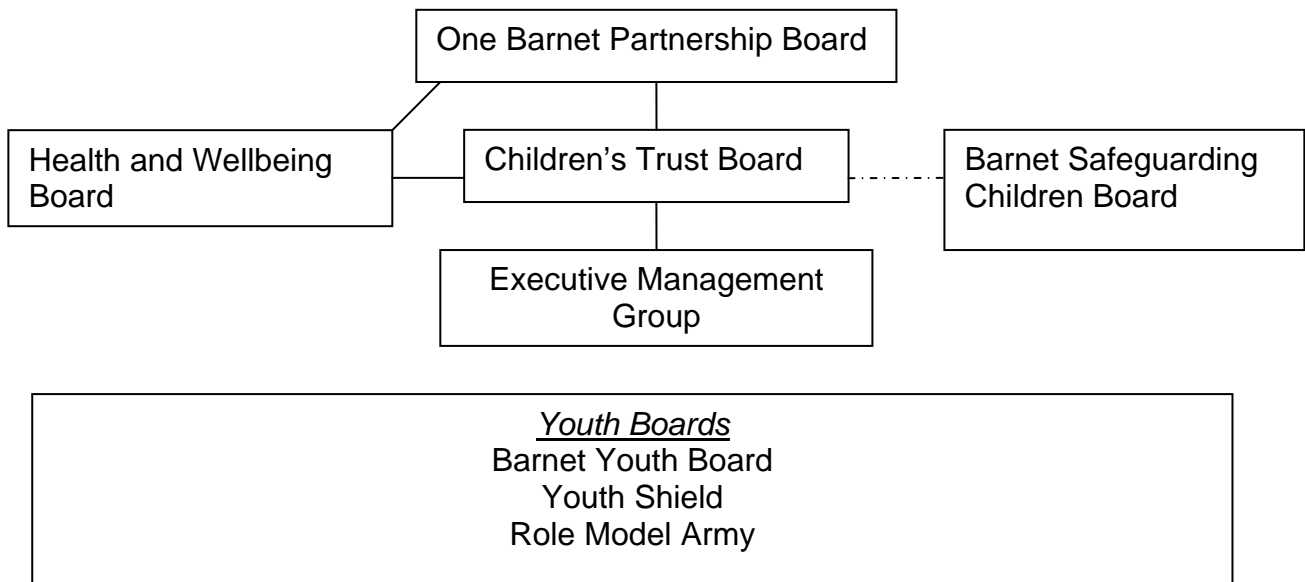 One Barnet Partnership Board
Health and Wellbeing
Board
Children’s Trust Board
Barnet Safeguarding
Children Board
Executive Management
Group
Youth Boards
Barnet Youth Board
Youth Shield
Role Model Army